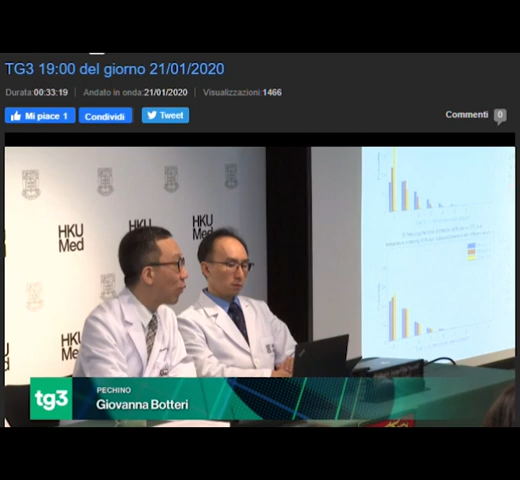 TG3 19:00 del giorno 21/01/2020
Durata:00:33:19 | Andato in onda:21/01/2020 | Visualizzazioni:1466
Mi piace 1 Condividi Tweet Commenti 0
HKU
Med
HKU
HKU
HKU
Med
HKU
Med
tg3
PECHINO
Giovanna Botteri